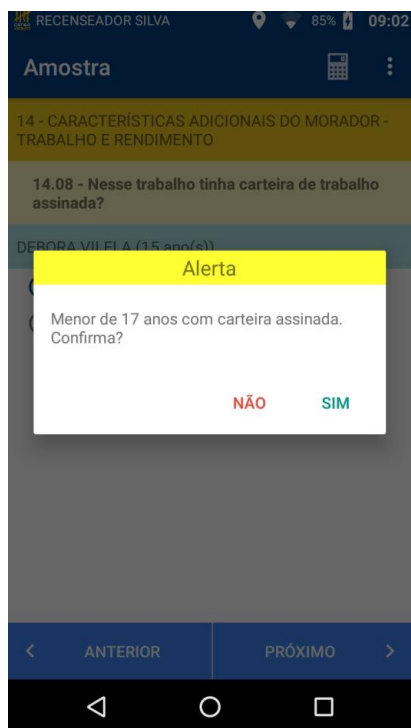 RECENSEADOR SILVA 85% 09:02
Amostra
14 - CARACTERÍSTICAS ADICIONAIS DO MORADOR -
TRABALHO E RENDIMENTO
14.08 - Nesse trabalho tinha carteira de trabalho
assinada?
DEBORA VILELA (15 ano(s))
Alerta
Menor de 17 anos com carteira assinada.
Confirma?
NÃO SIM
ANTERIOR PRÓXIMO